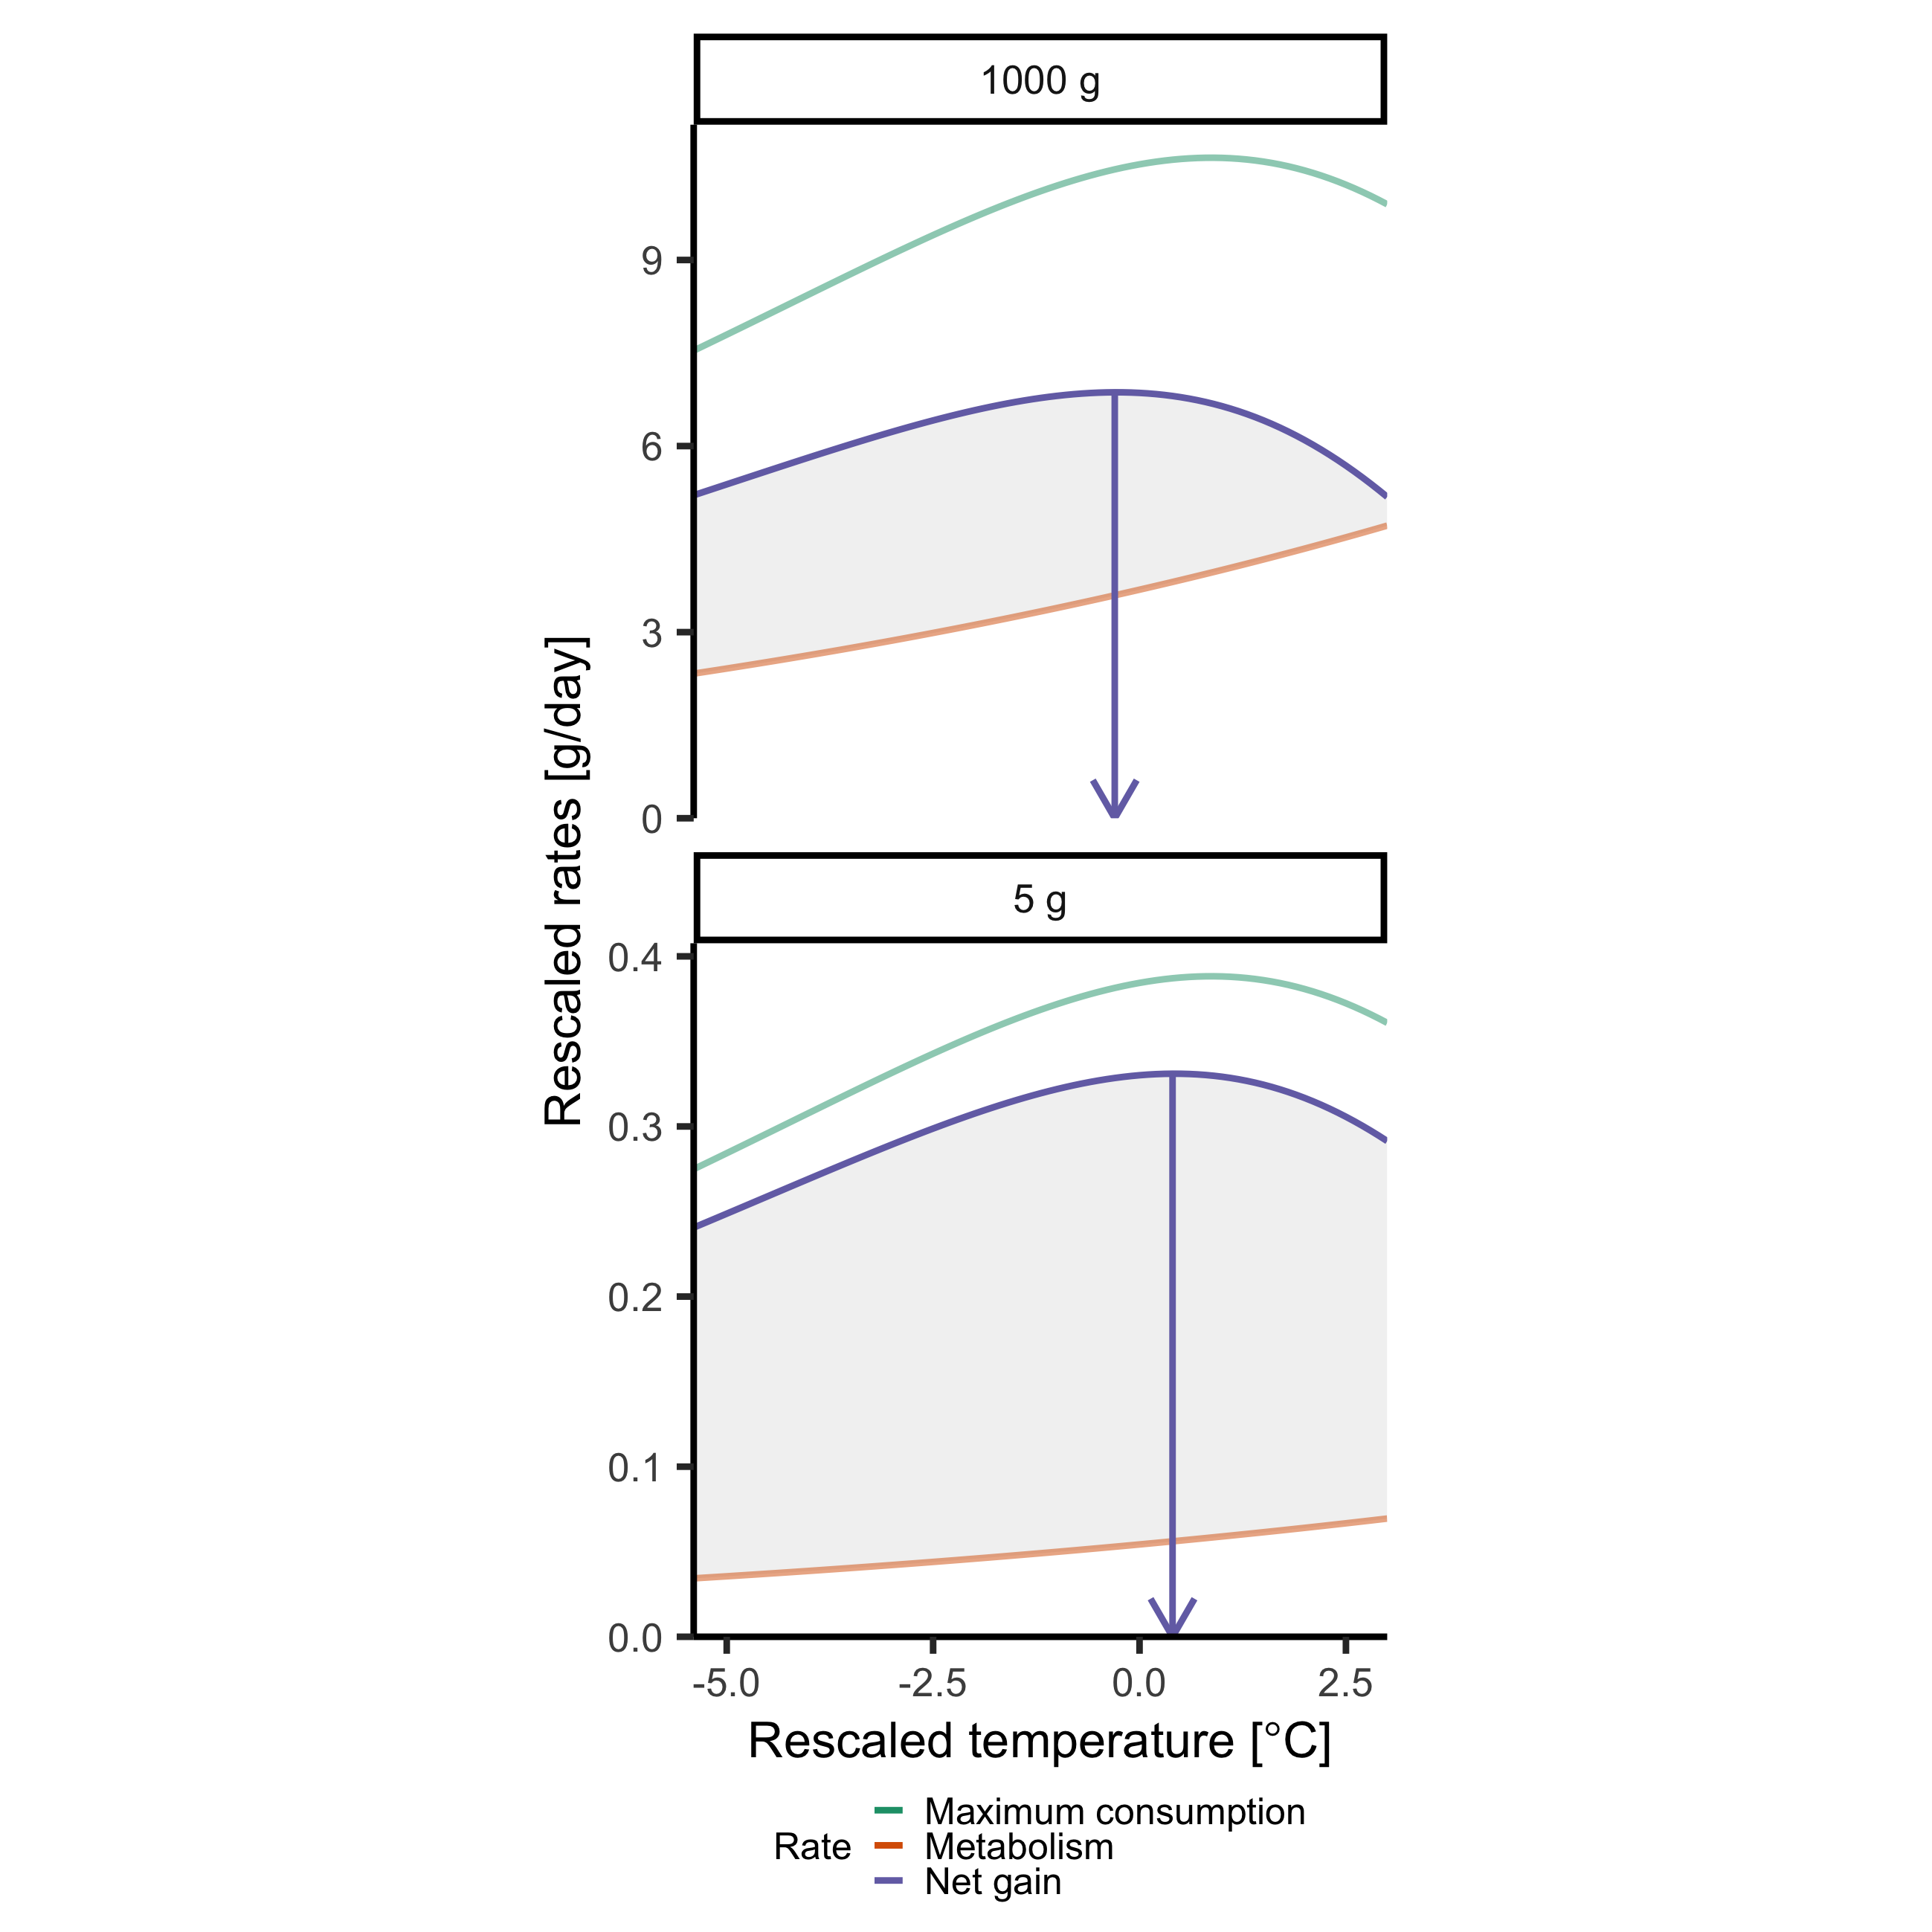 1000 g
9
6
3
0
Rescaled rates [g/day]
5 g
0.4
0.3
0.2
0.1
0.0
-5.0 -2.5 0.0 2.5
Rescaled temperature [°C]
Rate
Maximum consumption
Metabolism
Net gain